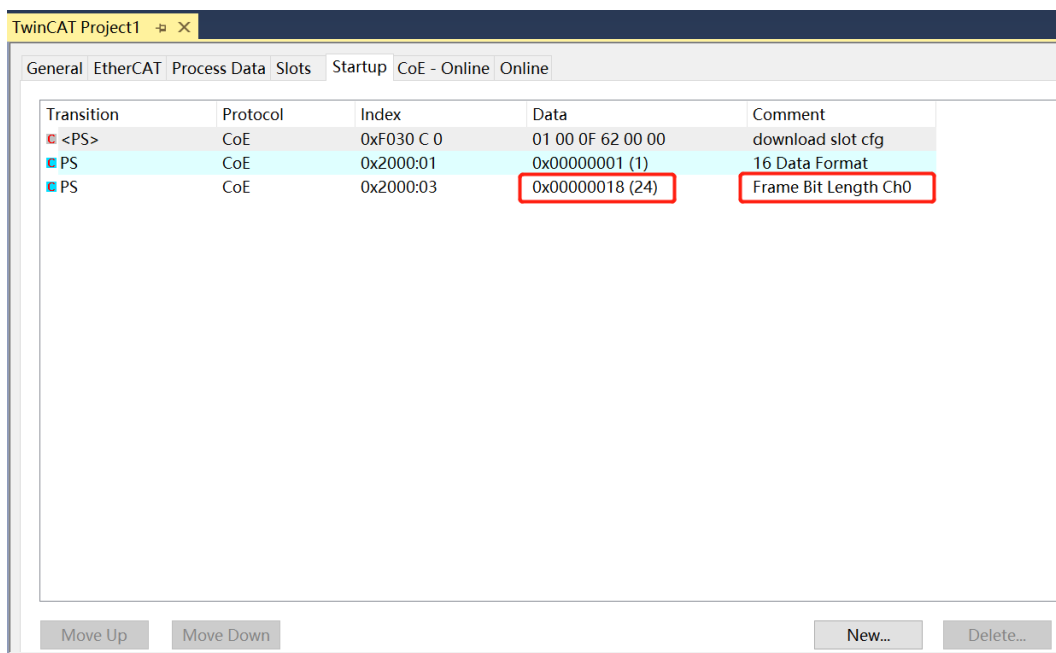 TwinCAT Project1
General EtherCAT Process Data Slots Startup CoE - Online Online
Transition Protocol Index Data Comment
C <PS> CoE 0xF030 C 0 01 00 0F 62 00 00 download slot cfg
C PS CoE 0x2000:01 0x00000001 (1) 16 Data Format
C PS CoE 0x2000:03 0x00000018 (24) Frame Bit Length Ch0
Move Up Move Down New... Delete...